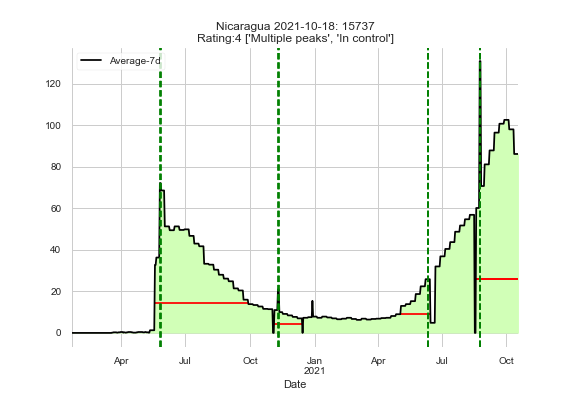 Nicaragua 2021-10-18: 15737
Rating:4 ['Multiple peaks', 'In control']
Average-7d
120
100
80
60
40
20
0
Apr Jul Oct Jan Apr Jul Oct
2021
Date